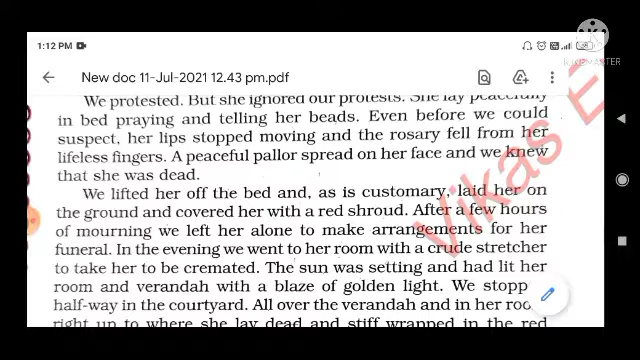 1:12 PM
New doc 11-Jul-2021 12.43 pm.pdf
We protested. But she ignored our protests. She lay peacefully
in bed praying and telling her beads. Even before we could
suspect, her lips stopped moving and the rosary fell from her
lifeless fingers. A peaceful pallor spread on her face and we knew
that she was dead.
We lifted her off the bed and, as is customary, laid her on
the ground and covered her with a red shroud. After a few hours
of mourning we left her alone to make arrangements for her
funeral. In the evening we went to her room with a crude stretcher
to take her to be cremated. The sun was setting and had lit her
room and verandah with a blaze of golden light. We stopp
half-way in the courtyard. All over the verandah and in her roo
right up to where she lay dead and stiff wrapped in the red
Vikas E